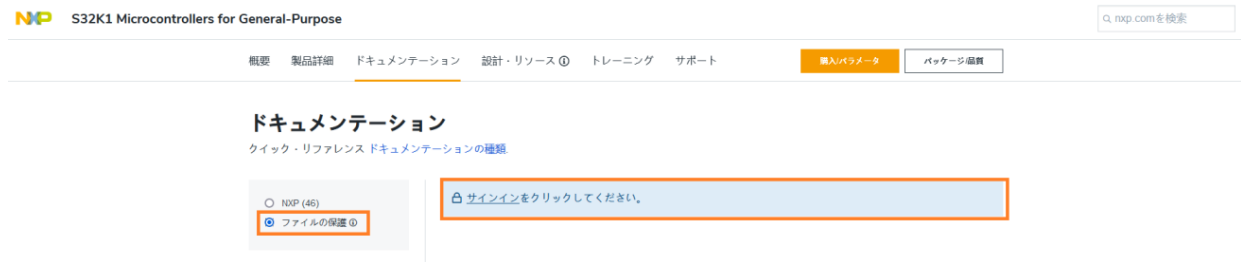 NXP S32K1 Microcontrollers for General-Purpose nxp.comを検索
概要 製品詳細 ドキュメンテーション 設計・リソース トレーニング サポート 購入/パラメータ パッケージ/品質
ドキュメンテーション
クイック・リファレンス ドキュメンテーションの種類.
NXP (46)
サインインをクリックしてください。
ファイルの保護